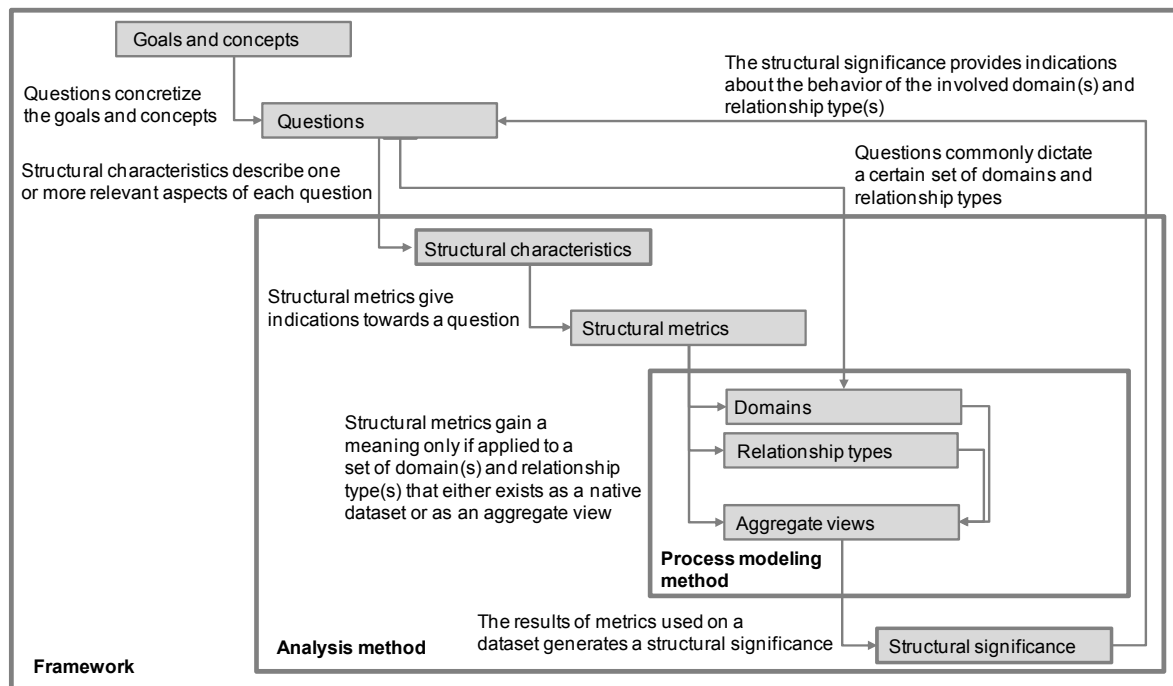 Goals and concepts
The structural significance provides indications
about the behavior of the involved domain(s) and
relationship type(s)
Questions concretize
the goals and concepts
Questions
Structural characteristics describe one
or more relevant aspects of each question
Questions commonly dictate
a certain set of domains and
relationship types
Structural characteristics
Structural metrics give
indications towards a question
Structural metrics
Domains
Structural metrics gain a
meaning only if applied to a
set of domain(s) and relationship
type(s) that either exists as a native
dataset or as an aggregate view
Relationship types
Aggregate views
Process modeling
method
The results of metrics used on a
dataset generates a structural significance
Structural significance
Analysis method
Framework